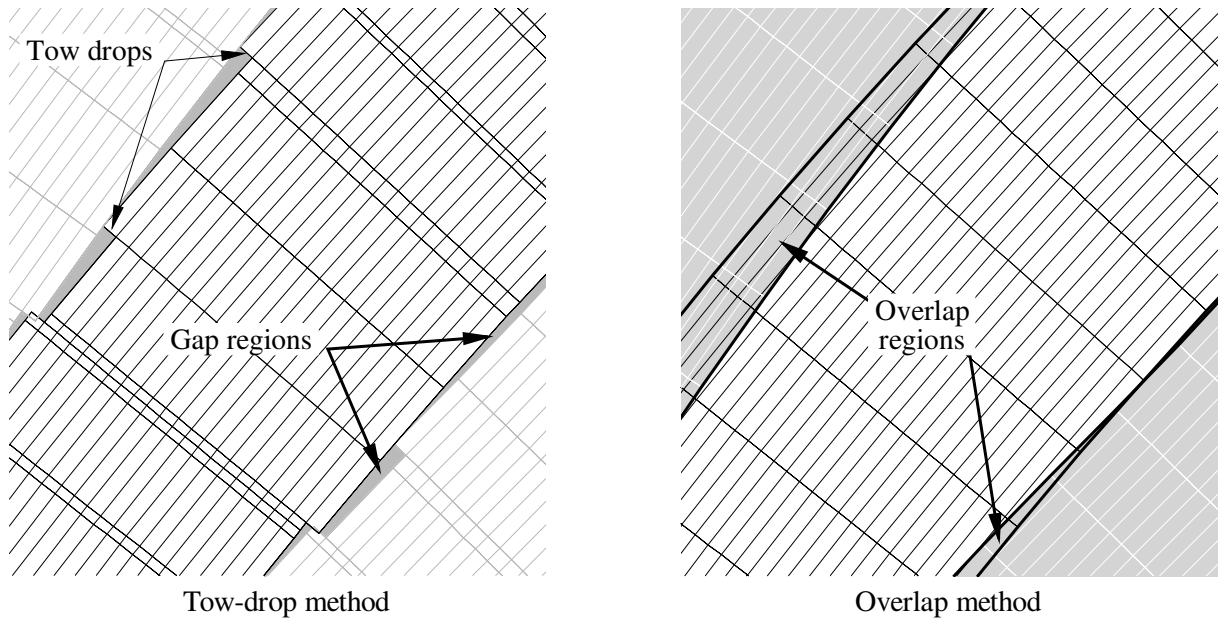 Tow drops
Gap regions
Tow-drop method
Overlap
regions
Overlap method